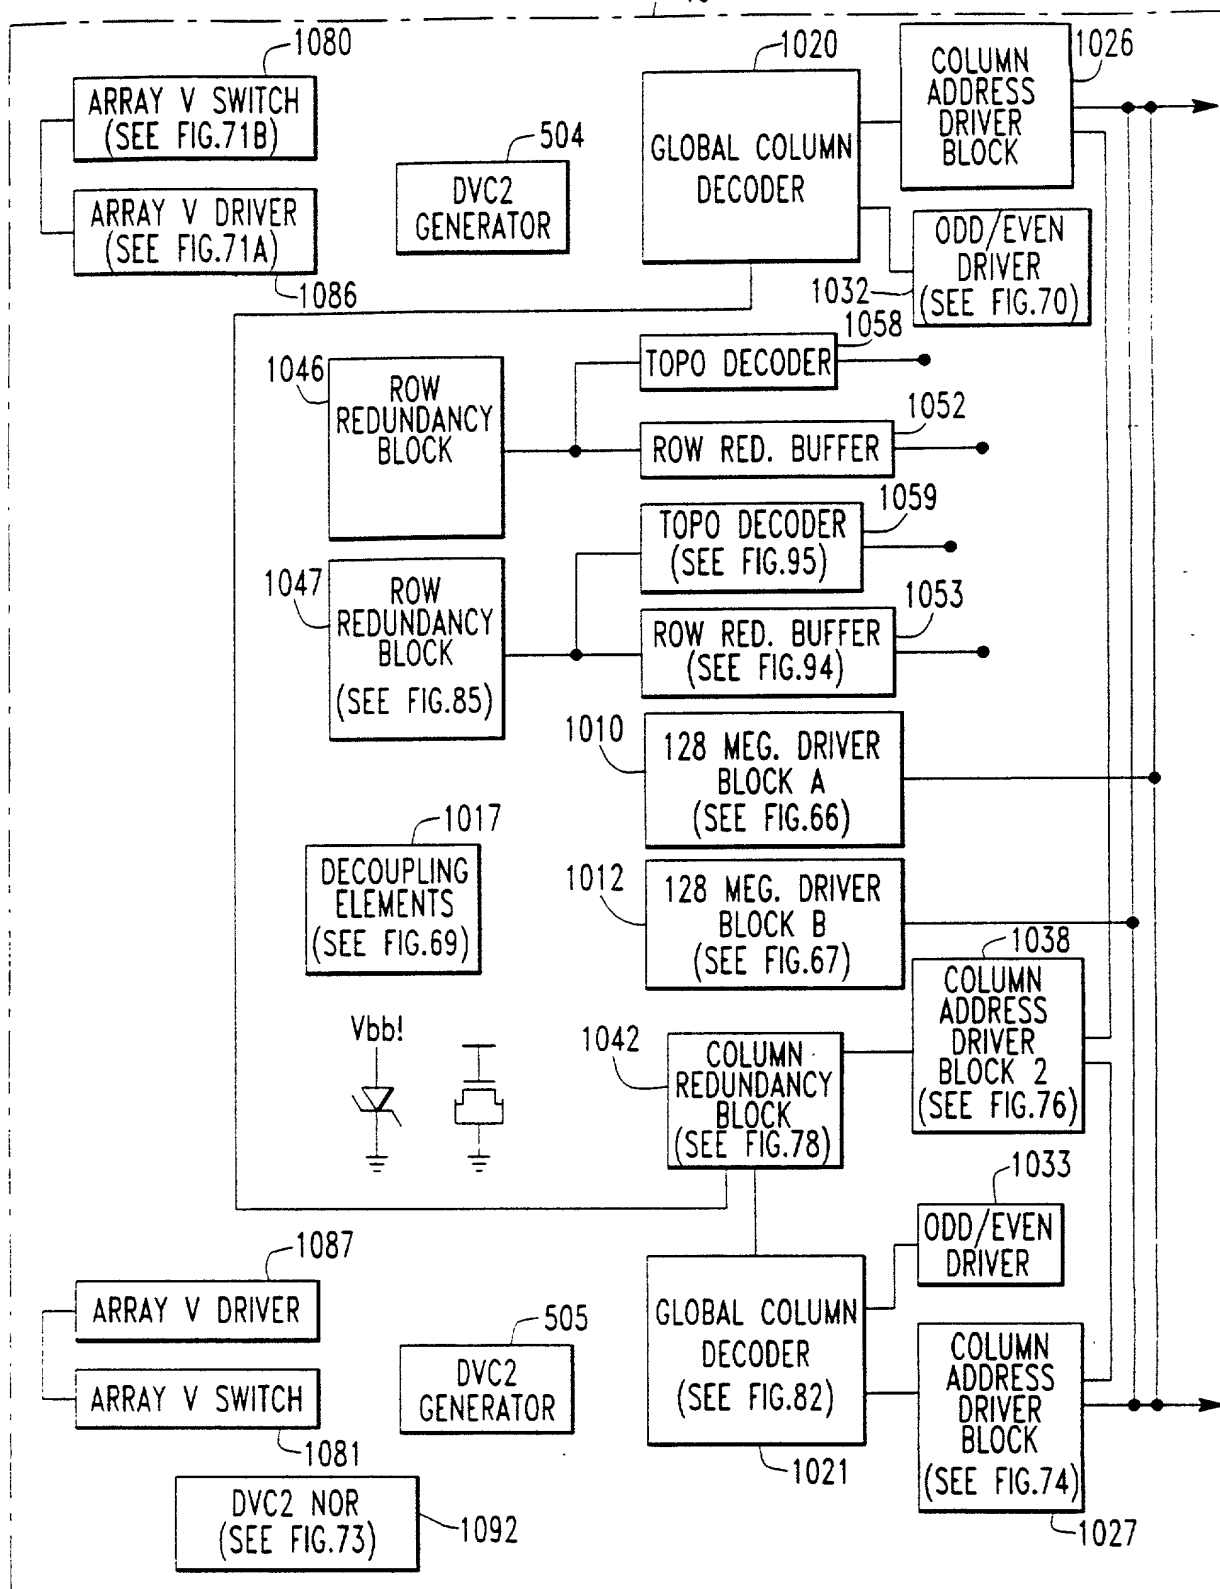 1080
ARRAY V SWITCH
(SEE FIG.71B)
ARRAY V DRIVER
(SEE FIG.71A)
1086
504
DVC2
GENERATOR
1020
GLOBAL COLUMN
DECODER
COLUMN
ADDRESS
DRIVER
BLOCK
1026
ODD/EVEN
DRIVER
(SEE FIG.70)
1032
1046
ROW
REDUNDANCY
BLOCK
1058
TOPO DECODER
1052
ROW RED. BUFFER
1047
ROW
REDUNDANCY
BLOCK
(SEE FIG.85)
1059
TOPO DECODER
(SEE FIG.95)
1053
ROW RED. BUFFER
(SEE FIG.94)
1010
128 MEG. DRIVER
BLOCK A
(SEE FIG.66)
1017
DECOUPLING
ELEMENTS
(SEE FIG.69)
1012
128 MEG. DRIVER
BLOCK B
(SEE FIG.67)
1038
COLUMN
ADDRESS
DRIVER
BLOCK 2
(SEE FIG.76)
Vbb!
1042
COLUMN
REDUNDANCY
BLOCK
(SEE FIG.78)
1033
ODD/EVEN
DRIVER
1087
ARRAY V DRIVER
ARRAY V SWITCH
1081
505
DVC2
GENERATOR
GLOBAL COLUMN
DECODER
(SEE FIG.82)
1021
COLUMN
ADDRESS
DRIVER
BLOCK
(SEE FIG.74)
1027
DVC2 NOR
(SEE FIG.73)
1092